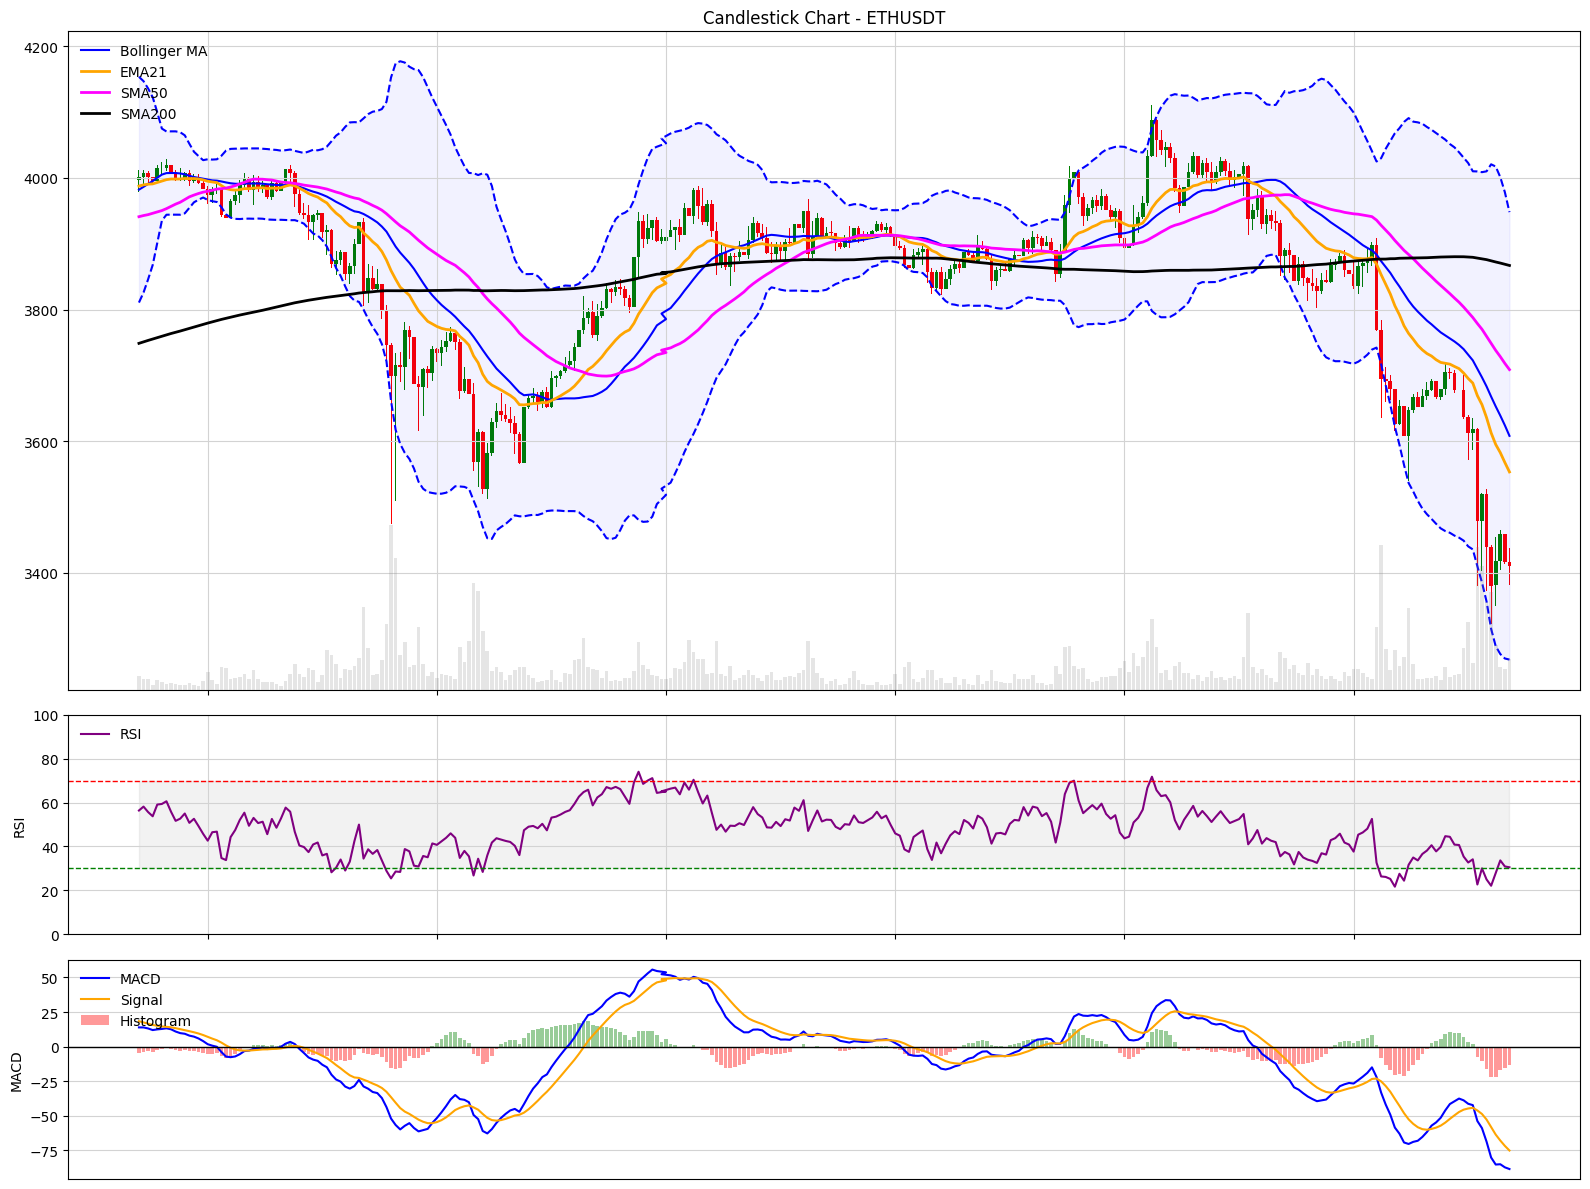 Candlestick Chart - ETHUSDT
Bollinger MA
EMA21
SMA50
SMA200
4200
4000
3800
3600
3400
RSI
100
80
60
40
20
0
RSI
MACD
Signal
Histogram
50
25
0
−25
−50
−75
MACD